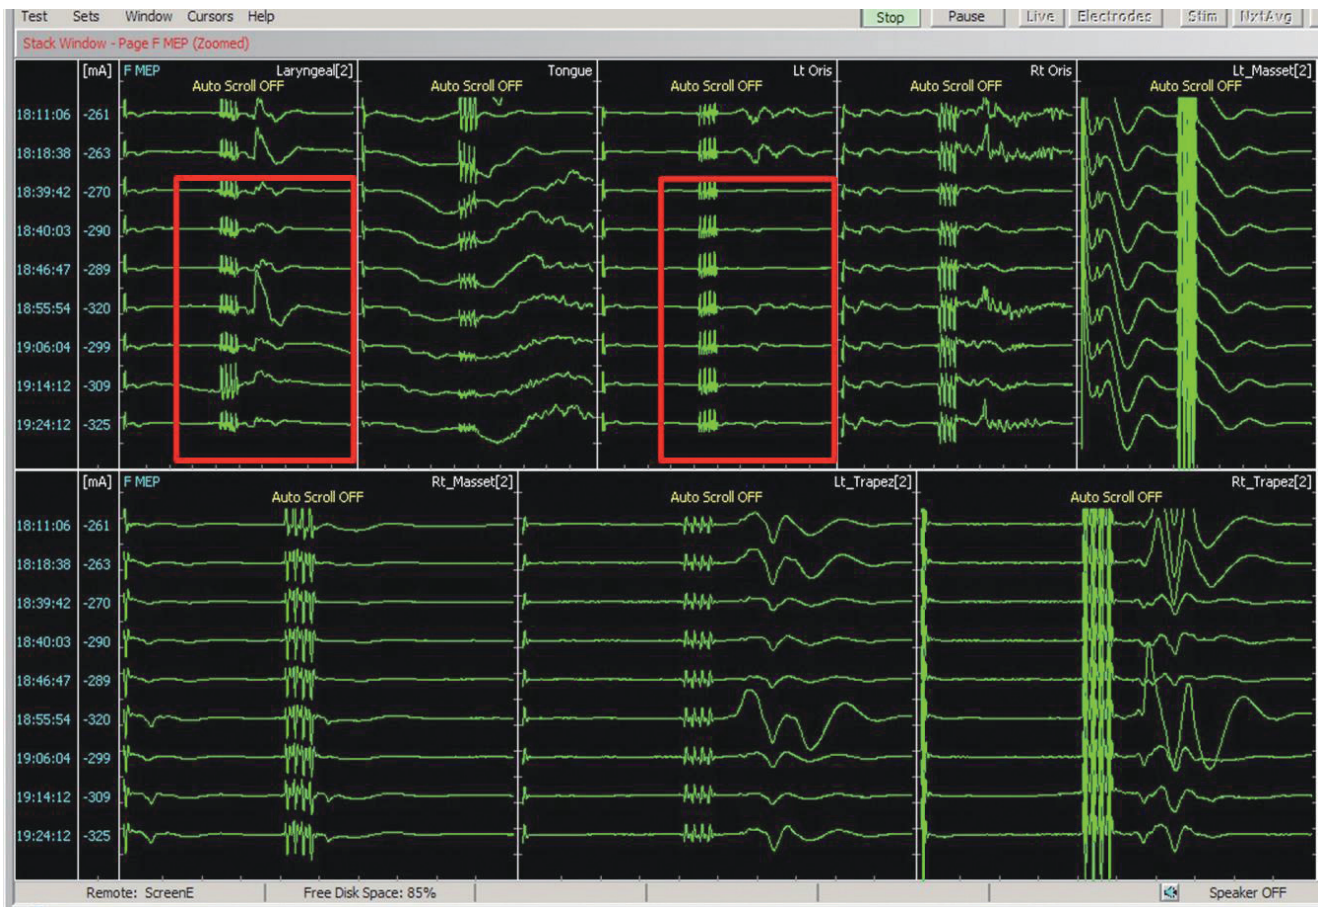 Test Sets Window Cursors Help Stop Pause Live Electrodes Stim NxtAvg
Stack Window - Page F MEP (Zoomed)
[mA] F MEP Laryngeal[2] Tongue Lt Oris Rt Oris Lt_Masset[2]
Auto Scroll OFF Auto Scroll OFF Auto Scroll OFF Auto Scroll OFF Auto Scroll OFF
18:11:06 -261
18:18:38 -263
18:39:42 -270
18:40:03 -290
18:46:47 -289
18:55:54 -320
19:06:04 -299
19:14:12 -309
19:24:12 -325
[mA] F MEP Rt_Masset[2] Lt_Trapez[2] Rt_Trapez[2]
Auto Scroll OFF Auto Scroll OFF Auto Scroll OFF
18:11:06 -261
18:18:38 -263
18:39:42 -270
18:40:03 -290
18:46:47 -289
18:55:54 -320
19:06:04 -299
19:14:12 -309
19:24:12 -325
Remote: ScreenE Free Disk Space: 85% Speaker OFF